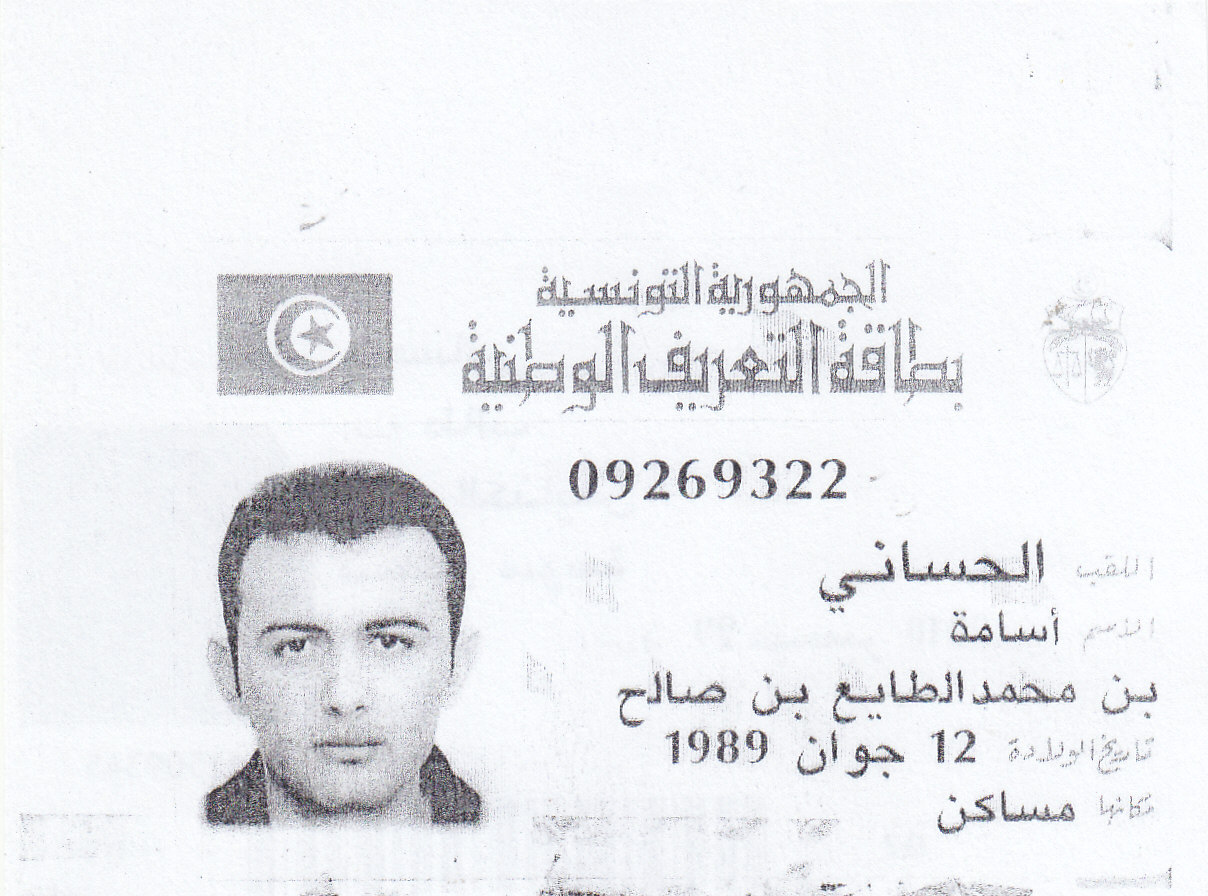 الجمهورية التونسية
بطاقة التعريف الوطنية
09269322
اللقب الحساني
الاسم أسامة
بن محمد الطايع بن صالح
تاريخ الولادة 12 جوان 1989
مكانها مساكن